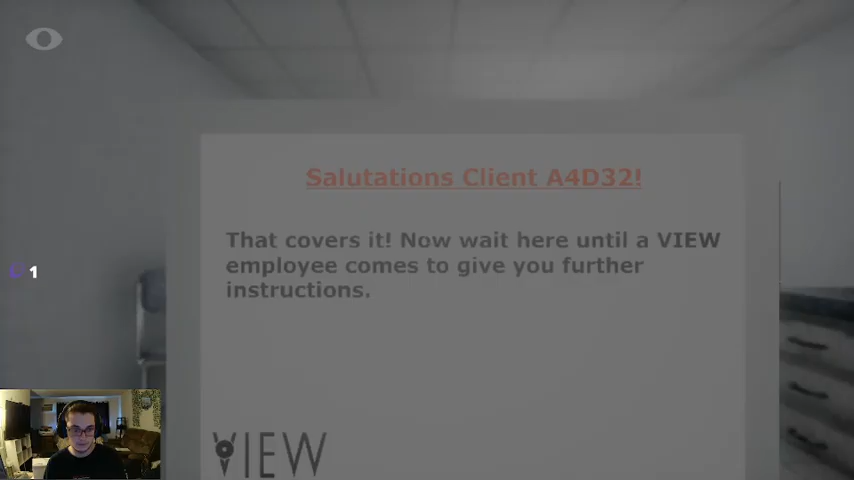 Salutations Client A4D32!
That covers it! Now wait here until a VIEW
employee comes to give you further
instructions.
1
VIEW